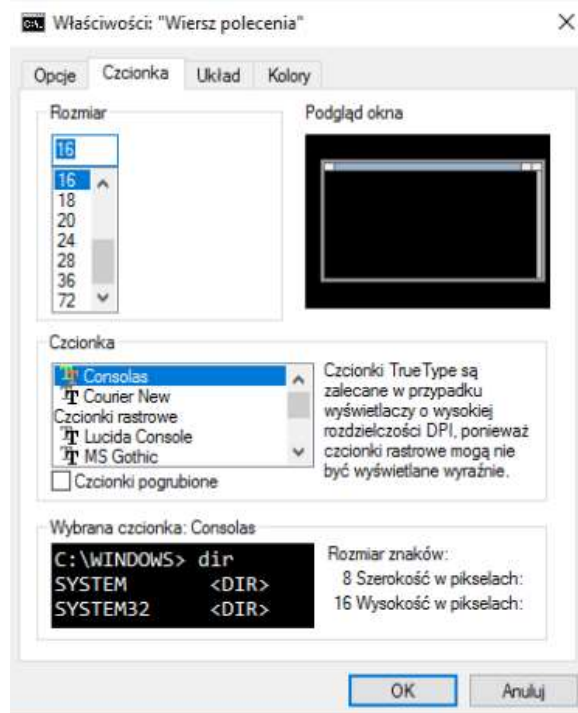 Właściwości: "Wiersz polecenia"
Opcje Czcionka Układ Kolory
Rozmiar
16
16
18
20
24
28
36
72
Podgląd okna
Czcionka
Consolas
Courier New
Czcionki rastrowe
Lucida Console
MS Gothic
Czcionki pogrubione
Czcionki TrueType są
zalecane w przypadku
wyświetlaczy o wysokiej
rozdzielczości DPI, ponieważ
czcionki rastrowe mogą nie
być wyświetlane wyraźnie.
Wybrana czcionka: Consolas
C:\WINDOWS> dir
SYSTEM <DIR>
SYSTEM32 <DIR>
Rozmiar znaków:
8 Szerokość w pikselach:
16 Wysokość w pikselach:
OK Anuluj